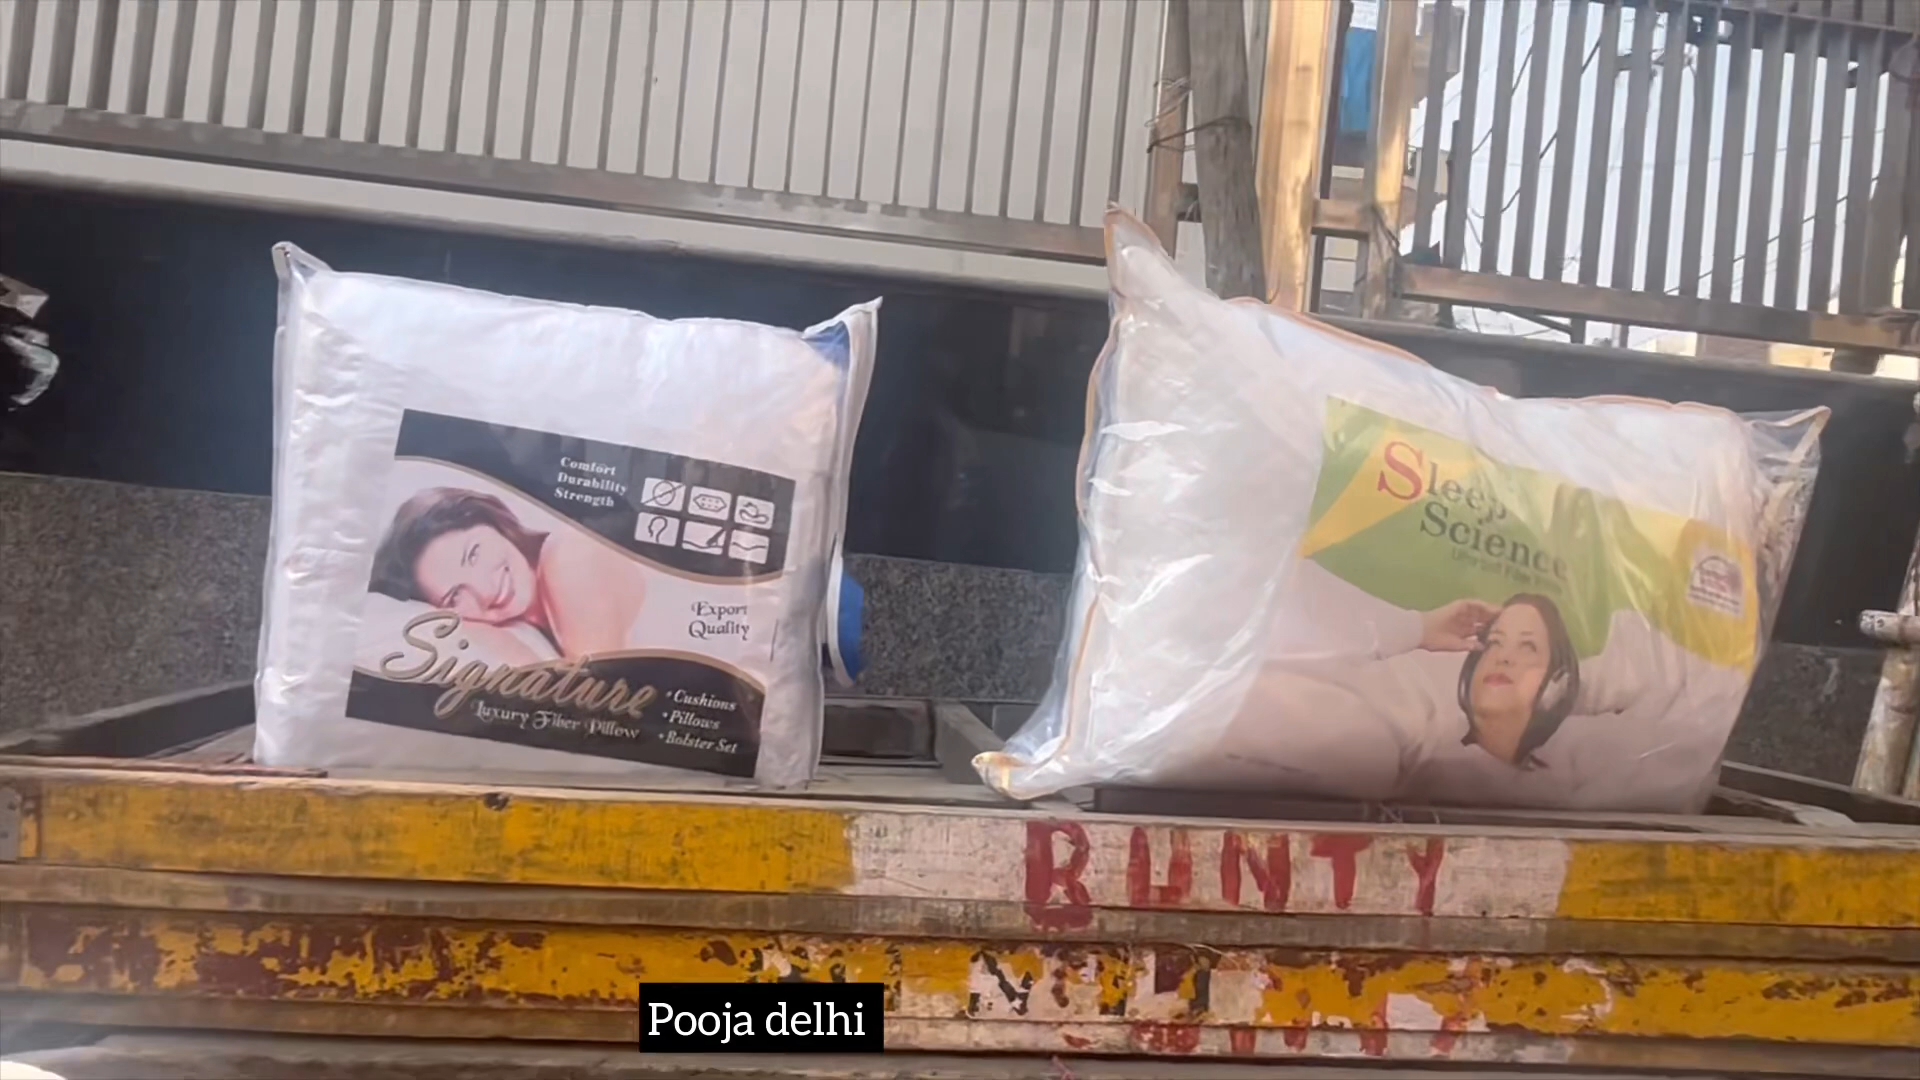 Comfort
Durability
Strength
Export
Quality
Signature
Luxury Fiber Pillow
• Cushions
• Pillows
• Bolster Set
Sleep
Science
BUNTY
Pooja delhi